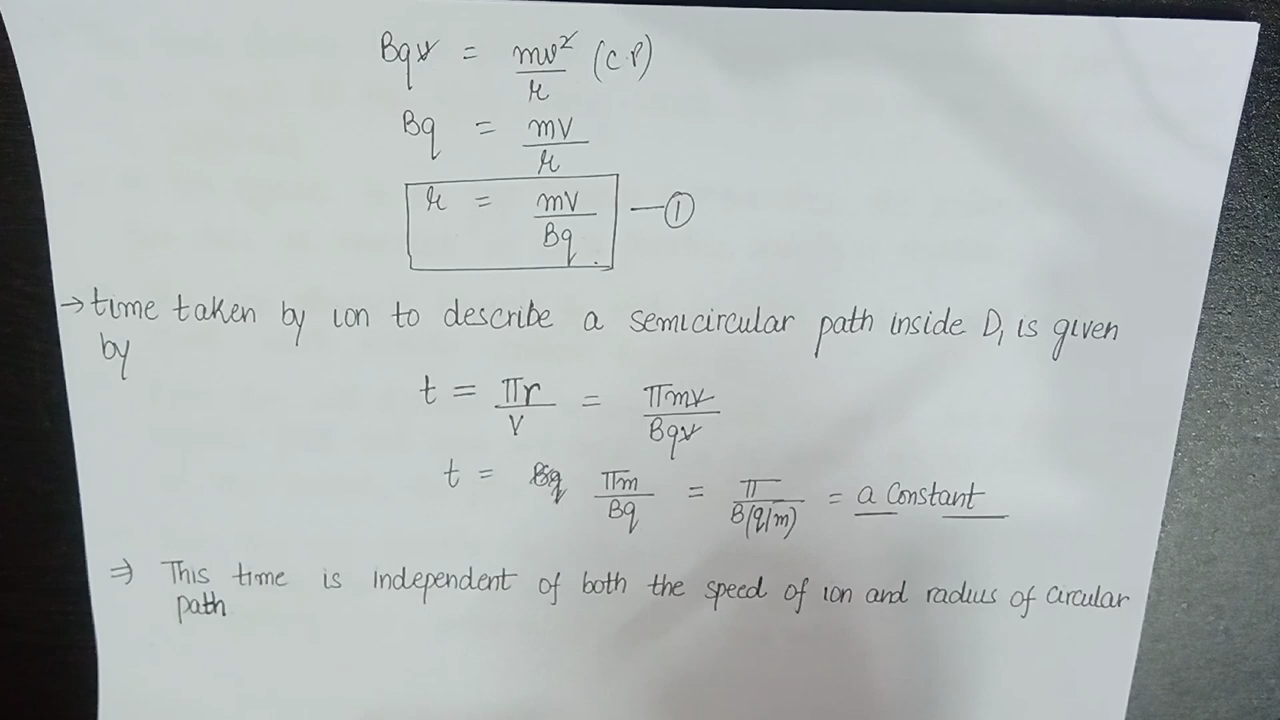 Bqv = mv²/r (C.P)
Bq = mv/r
r = mv/Bq — ①
→ time taken by ion to describe a semicircular path inside D₁ is given
by
t = πr/v = πmv/Bqv
t = Bq πm/Bq = π/B(q/m) = a constant
⇒ This time is independent of both the speed of ion and radius of circular
path